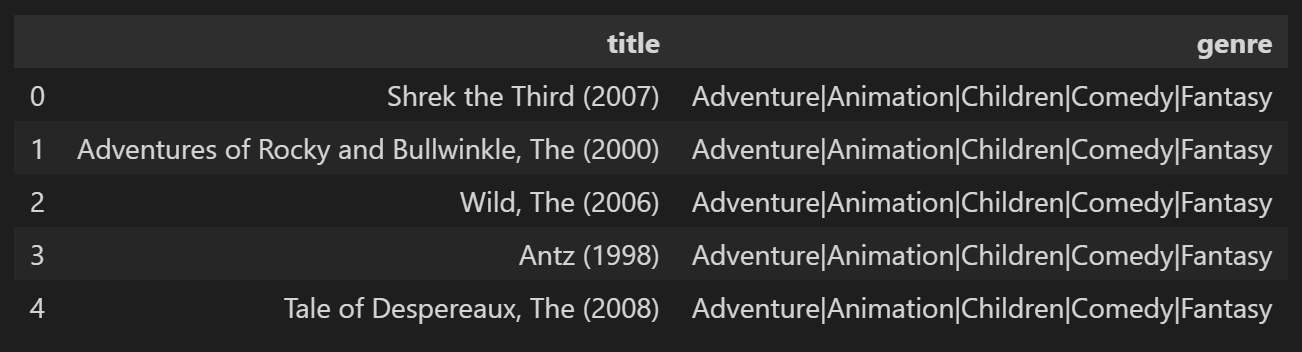 title genre
0 Shrek the Third (2007) Adventure|Animation|Children|Comedy|Fantasy
1 Adventures of Rocky and Bullwinkle, The (2000) Adventure|Animation|Children|Comedy|Fantasy
2 Wild, The (2006) Adventure|Animation|Children|Comedy|Fantasy
3 Antz (1998) Adventure|Animation|Children|Comedy|Fantasy
4 Tale of Despereaux, The (2008) Adventure|Animation|Children|Comedy|Fantasy